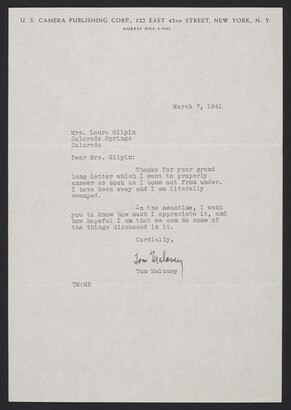 U. S. CAMERA PUBLISHING CORP., 122 EAST 42ND STREET, NEW YORK, N. Y.
MURRAY HILL
March 7, 1941
Mrs. Laura Gilpin
Colorado Springs
Colorado
Dear Mrs. Gilpin:
Thanks for your grand
long letter which I want to properly
answer as soon as I come out from under.
I have been away and I am literally
swamped.
In the meantime, I want
you to know how much I appreciate it, and
how hopeful I am that we can do some of
the things discussed in it.
Cordially,
Tom Maloney
Tom Maloney
TM:HB